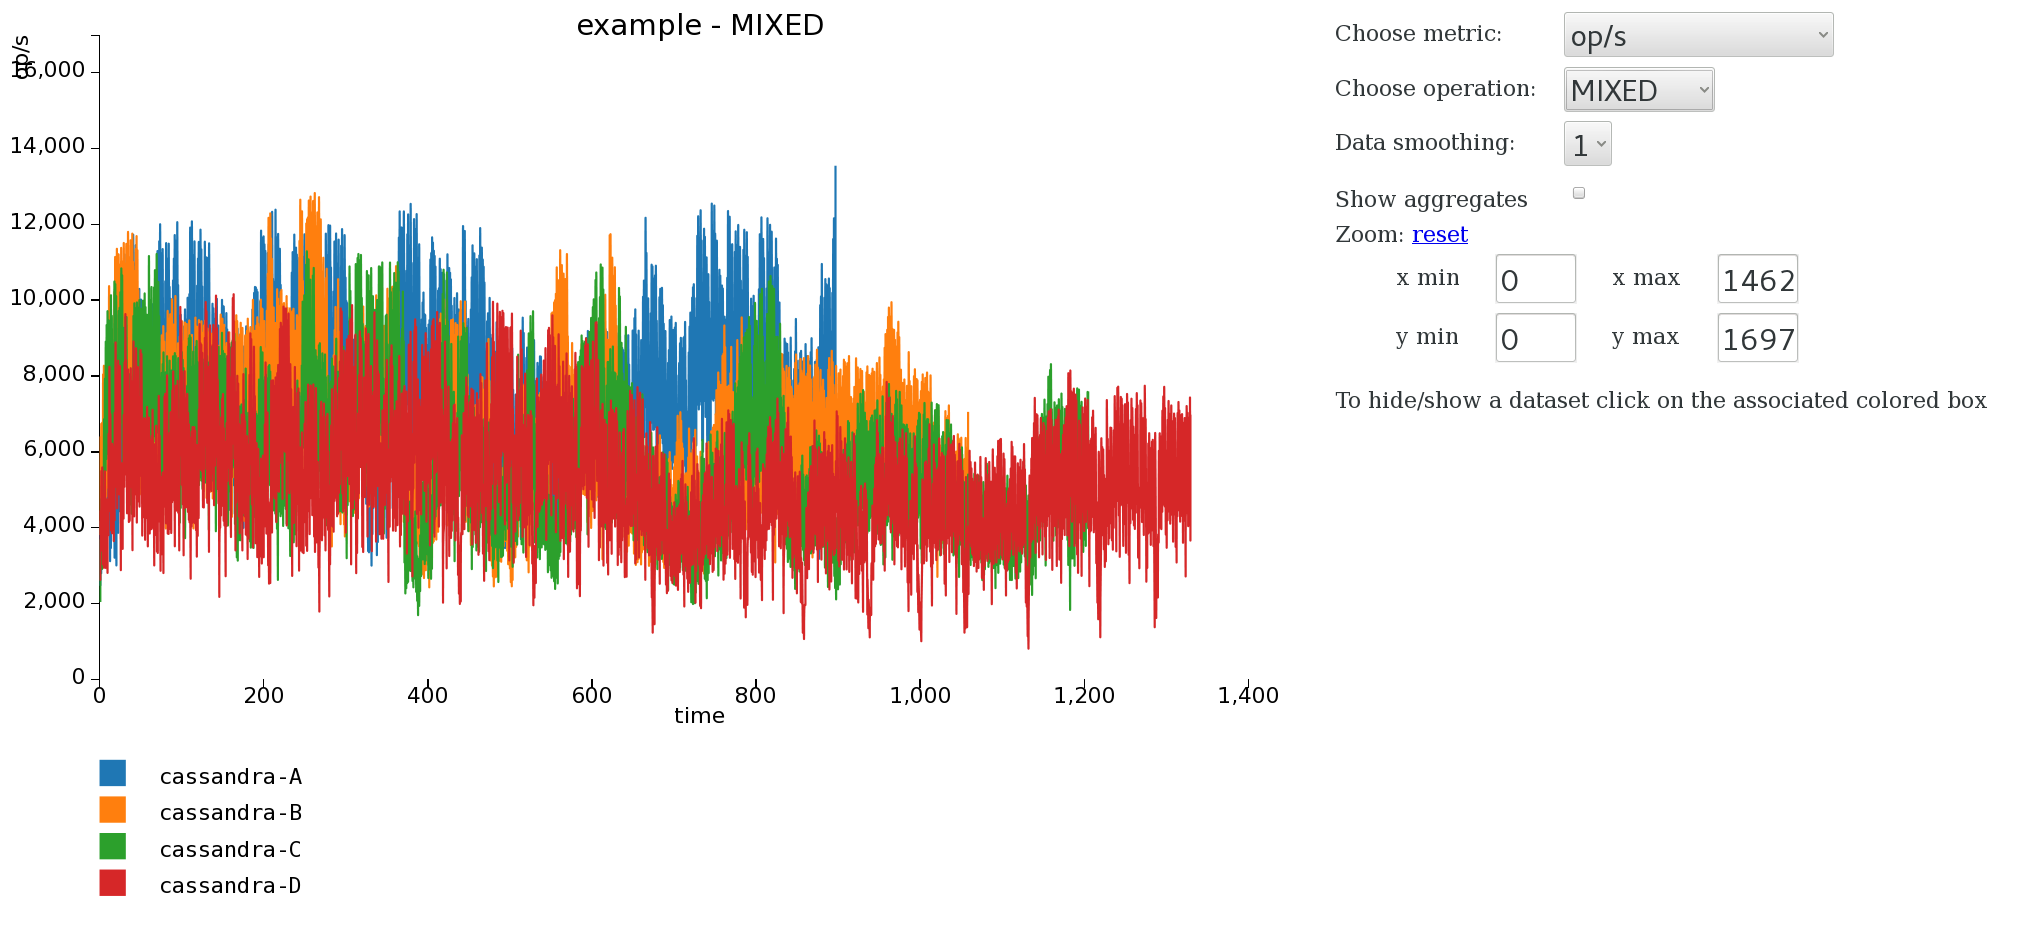 example - MIXED
op/s
16,000
14,000
12,000
10,000
8,000
6,000
4,000
2,000
0
0 200 400 600 800 1,000 1,200 1,400
time
cassandra-A
cassandra-B
cassandra-C
cassandra-D
Choose metric: op/s
Choose operation: MIXED
Data smoothing: 1
Show aggregates
Zoom: reset
x min 0 x max 1462
y min 0 y max 1697
To hide/show a dataset click on the associated colored box